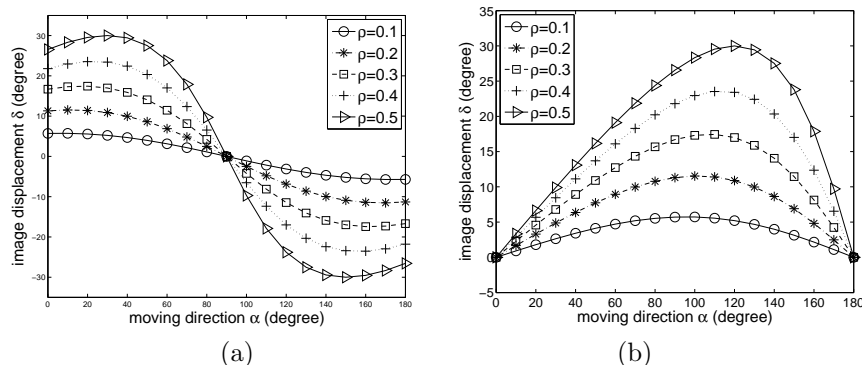 30
20
10
0
−10
−20
−30
0 20 40 60 80 100 120 140 160 180
image displacement δ (degree)
moving direction α (degree)
ρ=0.1
ρ=0.2
ρ=0.3
ρ=0.4
ρ=0.5
(a)
35
30
25
20
15
10
5
0
−5
0 20 40 60 80 100 120 140 160 180
image displacement δ (degree)
moving direction α (degree)
ρ=0.1
ρ=0.2
ρ=0.3
ρ=0.4
ρ=0.5
(b)